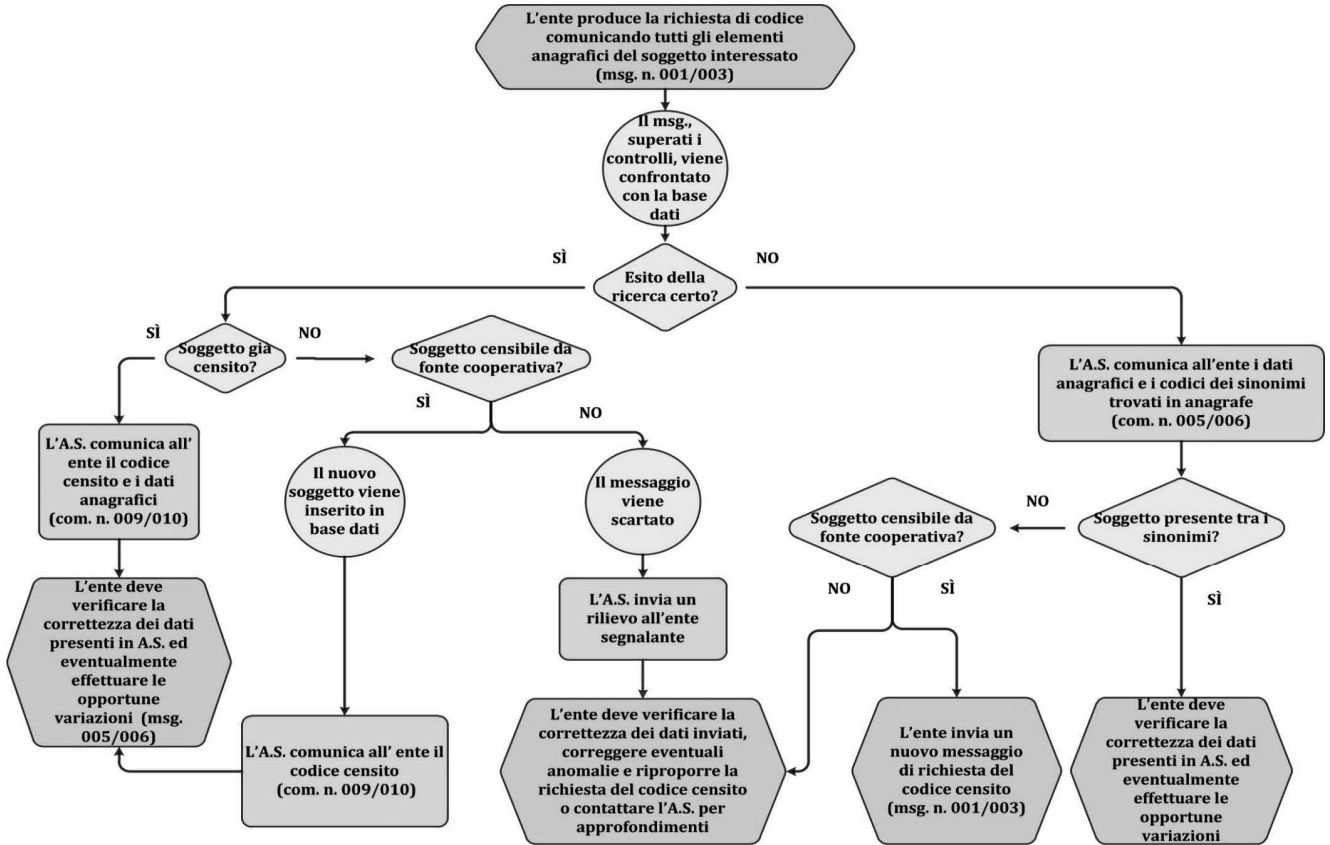 L'ente produce la richiesta di codice
comunicando tutti gli elementi
anagrafici del soggetto interessato
(msg. n. 001/003)
Il msg.,
superati i
controlli, viene
confrontato
con la base
dati
SÌ
NO
Esito della
ricerca certo?
SÌ
NO
Soggetto già
censito?
Soggetto censibile da
fonte cooperativa?
L'A.S. comunica all'ente i dati
anagrafici e i codici dei sinonimi
trovati in anagrafe
(com. n. 005/006)
SÌ
NO
L'A.S. comunica all'
ente il codice
censito e i dati
anagrafici
(com. n. 009/010)
Il nuovo
soggetto viene
inserito in
base dati
Il messaggio
viene
scartato
Soggetto censibile da
fonte cooperativa?
NO
Soggetto presente tra i
sinonimi?
L'ente deve
verificare la
correttezza dei dati
presenti in A.S. ed
eventualmente
effettuare le
opportune
variazioni (msg.
005/006)
L'A.S. invia un
rilievo all'ente
segnalante
NO
SÌ
SÌ
L'A.S. comunica all' ente il
codice censito
(com. n. 009/010)
L'ente deve verificare la
correttezza dei dati inviati,
correggere eventuali
anomalie e riproporre la
richiesta del codice censito
o contattare l'A.S. per
approfondimenti
L'ente invia un
nuovo messaggio
di richiesta del
codice censito
(msg. n. 001/003)
L'ente deve
verificare la
correttezza dei dati
presenti in A.S. ed
eventualmente
effettuare le
opportune
variazioni